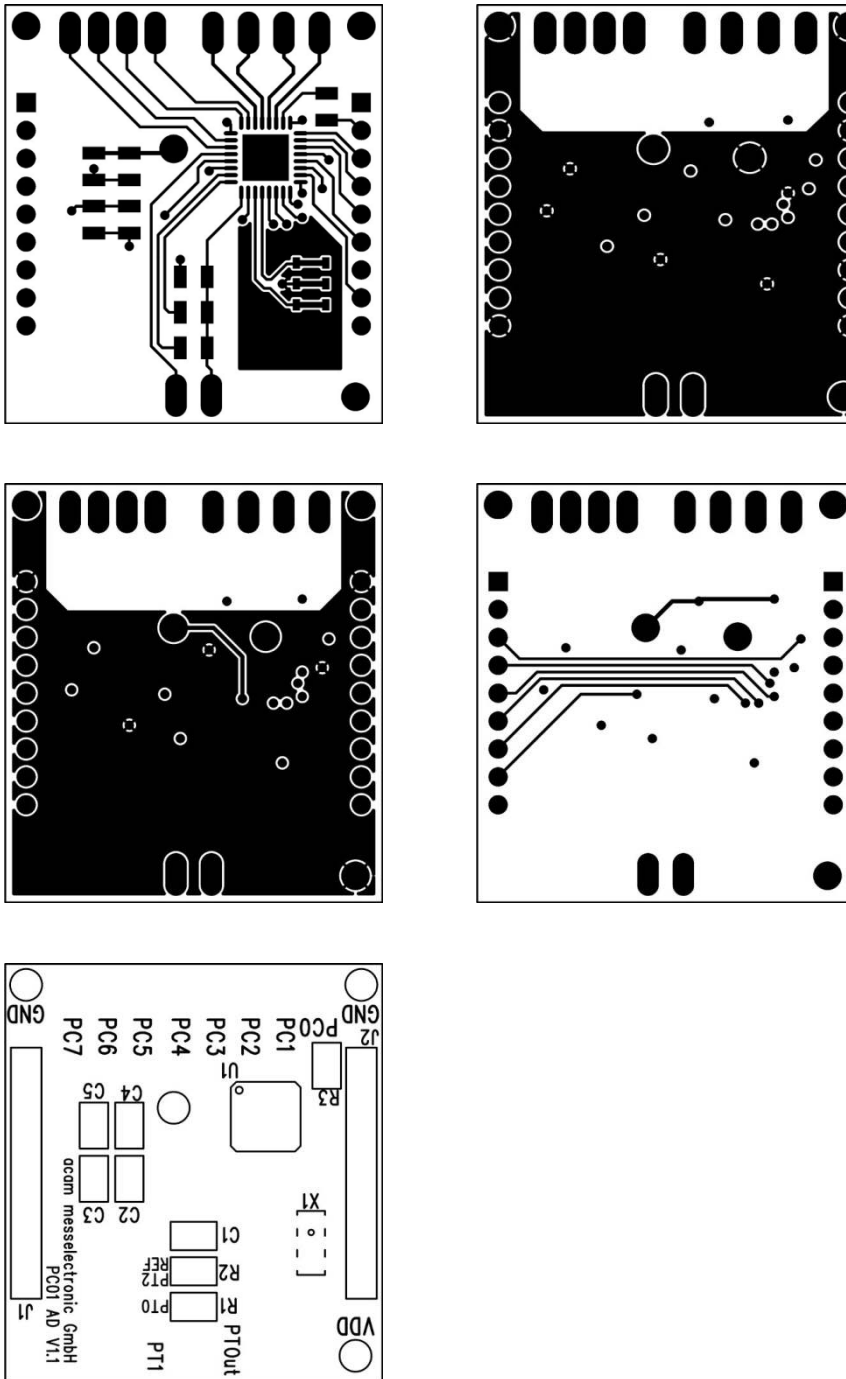 GND
GND
PC7
PC6
PC5
PC4
PC3
PC2
PC1
PC0
J2
U1
R3
C5
C4
C3
C2
X1
C1
R2
PT2
REF
R1
PT0
J1
acam messelectronic GmbH
PC01 AD V1.1
PT1
PTOut
VDD